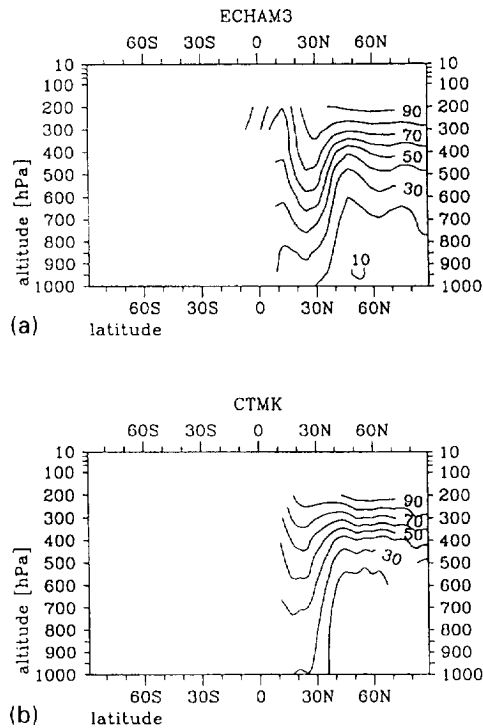 ECHAM3
60S 30S 0 30N 60N
10 10
100 100
200 90 200
300 70 300
400 50 400
500 500
600 30 600
700 700
800 800
900 10 900
1000 1000
altitude [hPa]
60S 30S 0 30N 60N
(a) latitude
CTMK
60S 30S 0 30N 60N
10 10
100 100
200 90 200
300 70 300
400 50 400
500 30 500
600 600
700 700
800 800
900 900
1000 1000
altitude [hPa]
60S 30S 0 30N 60N
(b) latitude